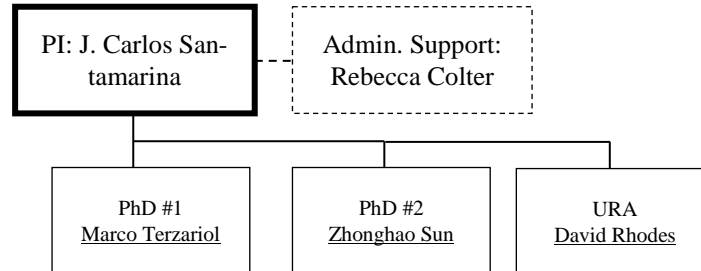 PI: J. Carlos San-
tamarina
Admin. Support:
Rebecca Colter
PhD #1
Marco Terzariol
PhD #2
Zhonghao Sun
URA
David Rhodes